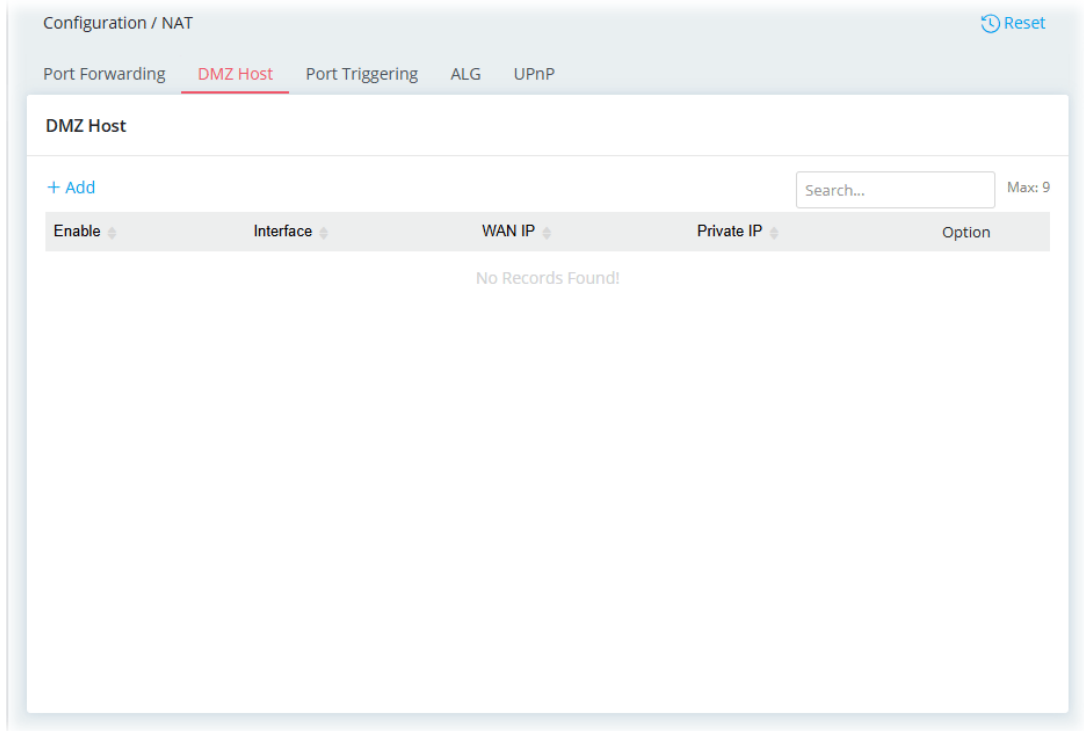 Configuration / NAT Reset
Port Forwarding DMZ Host Port Triggering ALG UPnP
DMZ Host
+ Add Search... Max: 9
Enable Interface WAN IP Private IP Option
No Records Found!